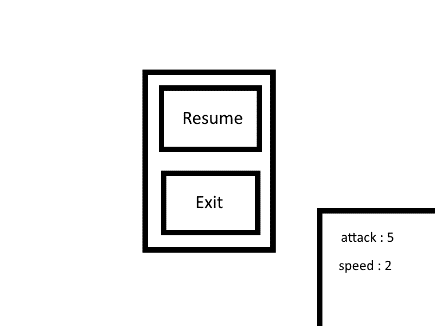 Resume
Exit
attack : 5
speed : 2